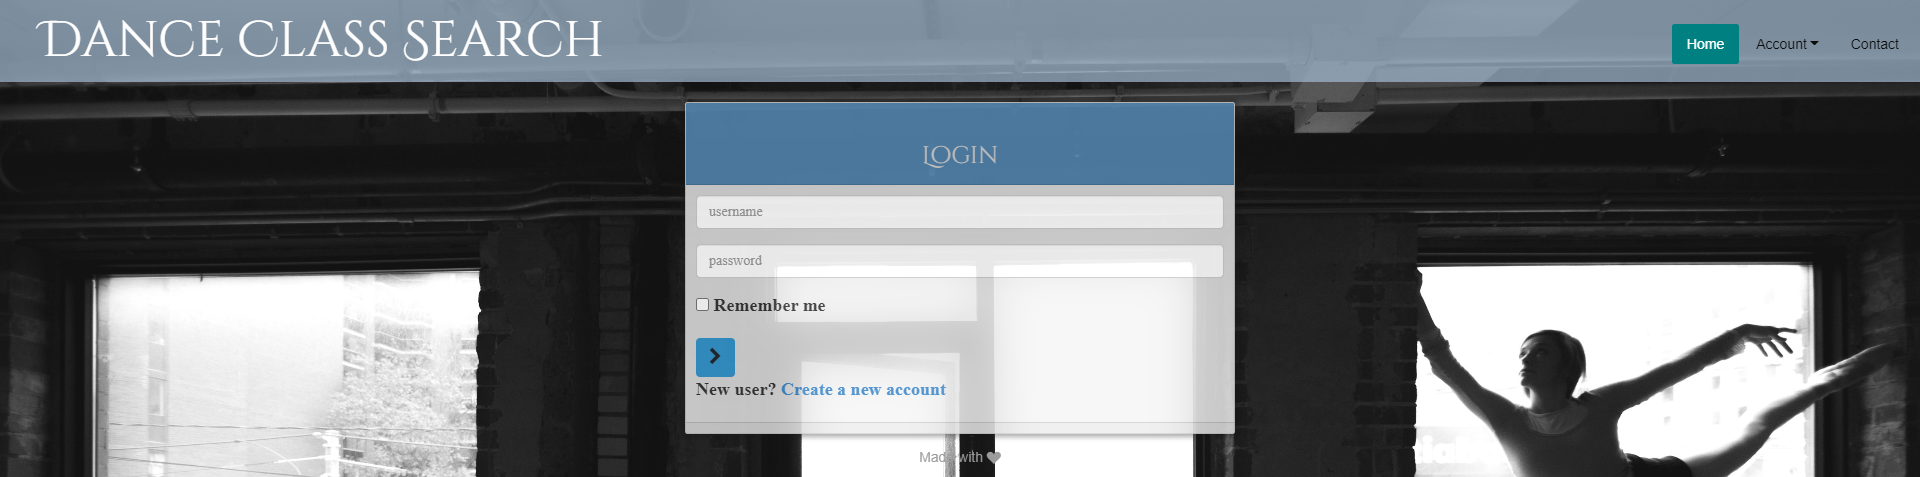 Dance Class Search
Home Account Contact
Login
username
password
Remember me
New user? Create a new account
Made with